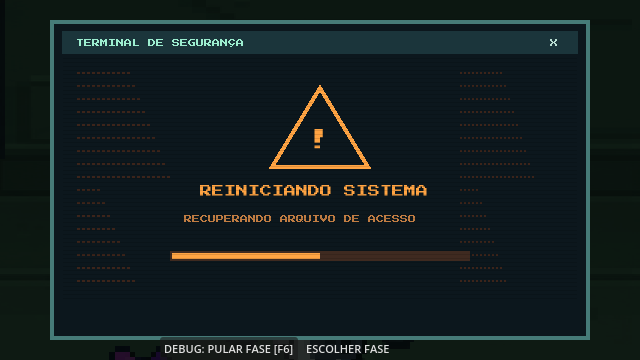 TERMINAL DE SEGURANÇA X
!
REINICIANDO SISTEMA
RECUPERANDO ARQUIVO DE ACESSO
DEBUG: PULAR FASE [F6] ESCOLHER FASE